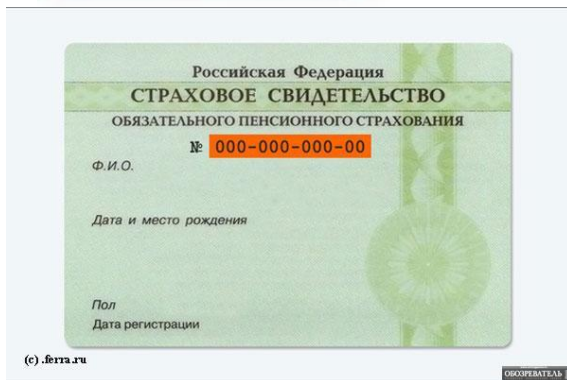 Российская Федерация
СТРАХОВОЕ СВИДЕТЕЛЬСТВО
ОБЯЗАТЕЛЬНОГО ПЕНСИОННОГО СТРАХОВАНИЯ
№ 000-000-000-00
Ф.И.О.
Дата и место рождения
Пол
Дата регистрации
(c) .ferra.ru
ОБОЗРЕВАТЕЛЬ